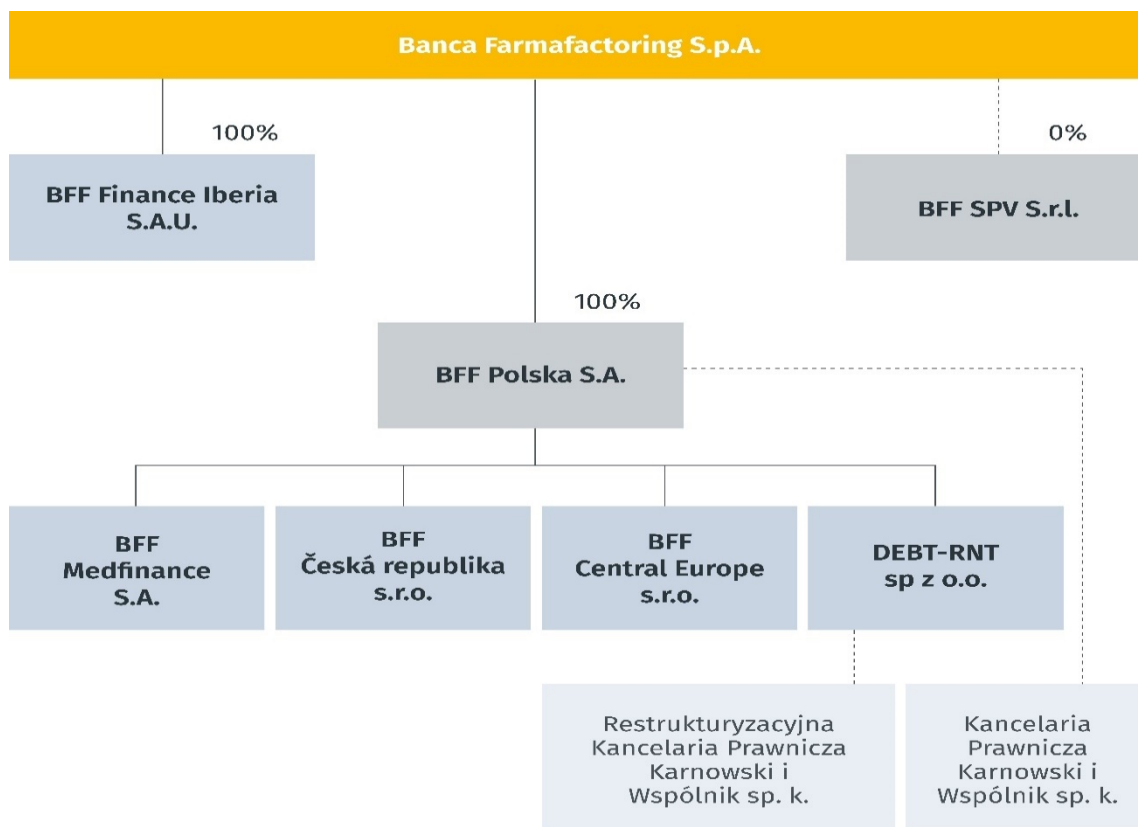 Banca Farmafactoring S.p.A.
100%
0%
BFF Finance Iberia
S.A.U.
BFF SPV S.r.l.
100%
BFF Polska S.A.
BFF
Medfinance
S.A.
BFF
Česká republika
s.r.o.
BFF
Central Europe
s.r.o.
DEBT-RNT
sp z o.o.
Restrukturyzacyjna
Kancelaria Prawnicza
Karnowski i
Wspólnik sp. k.
Kancelaria
Prawnicza
Karnowski i
Wspólnik sp. k.